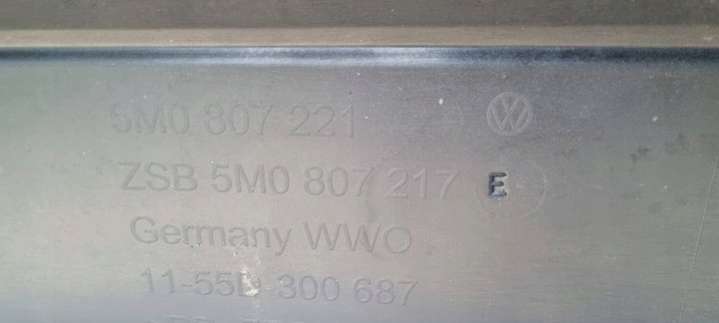 5M0 807 221
ZSB 5M0 807 217 E
Germany WWO
11-55D 300 687